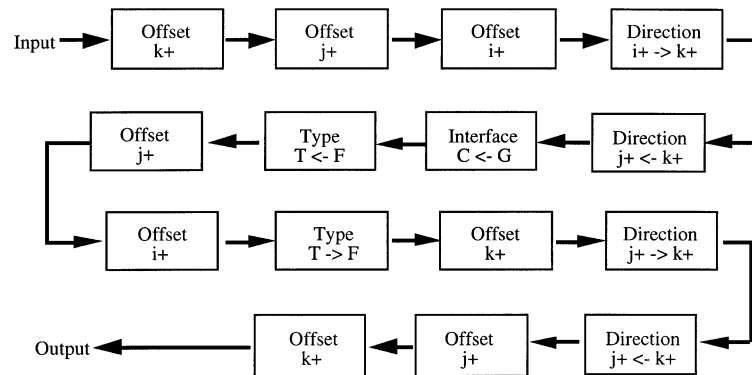 Input
Offset
k+
Offset
j+
Offset
i+
Direction
i+ -> k+
Direction
j+ <- k+
Interface
C <- G
Type
T <- F
Offset
j+
Offset
i+
Type
T -> F
Offset
k+
Direction
j+ -> k+
Direction
j+ <- k+
Offset
j+
Offset
k+
Output